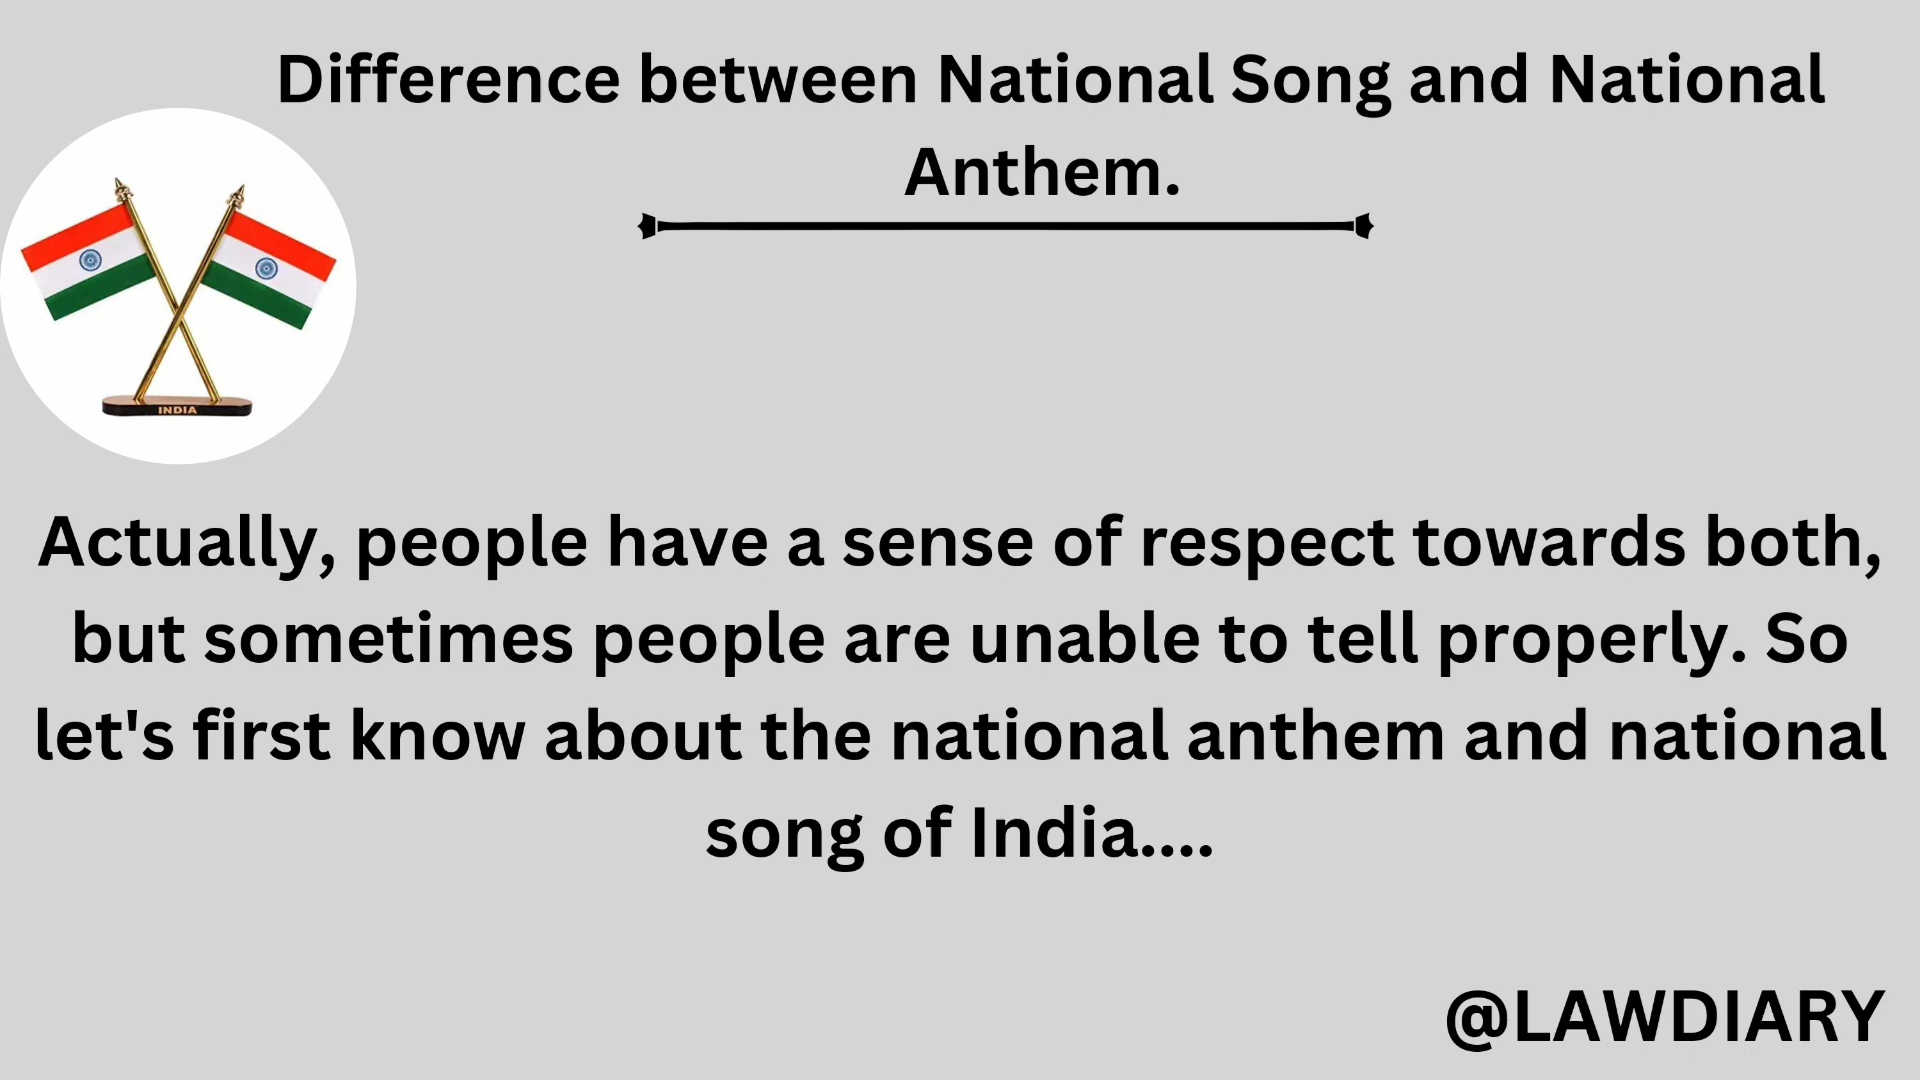 Difference between National Song and National
Anthem.
INDIA
Actually, people have a sense of respect towards both,
but sometimes people are unable to tell properly. So
let's first know about the national anthem and national
song of India....
@LAWDIARY